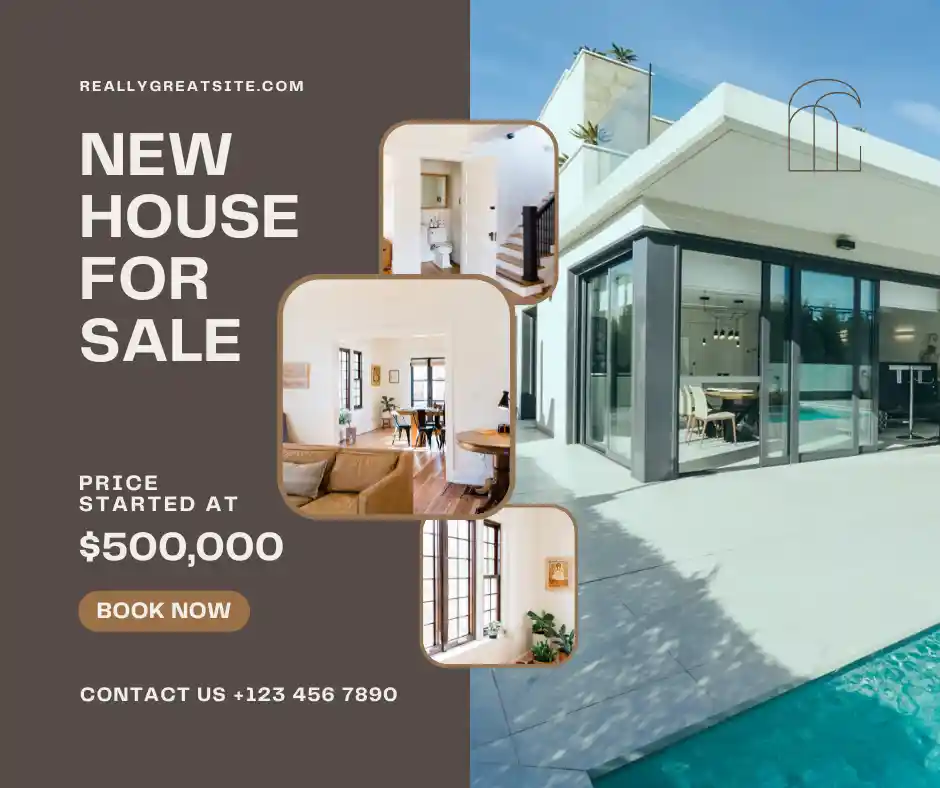 REALLYGREATSITE.COM
NEW
HOUSE
FOR
SALE
PRICE
STARTED AT
$500,000
BOOK NOW
CONTACT US +123 456 7890